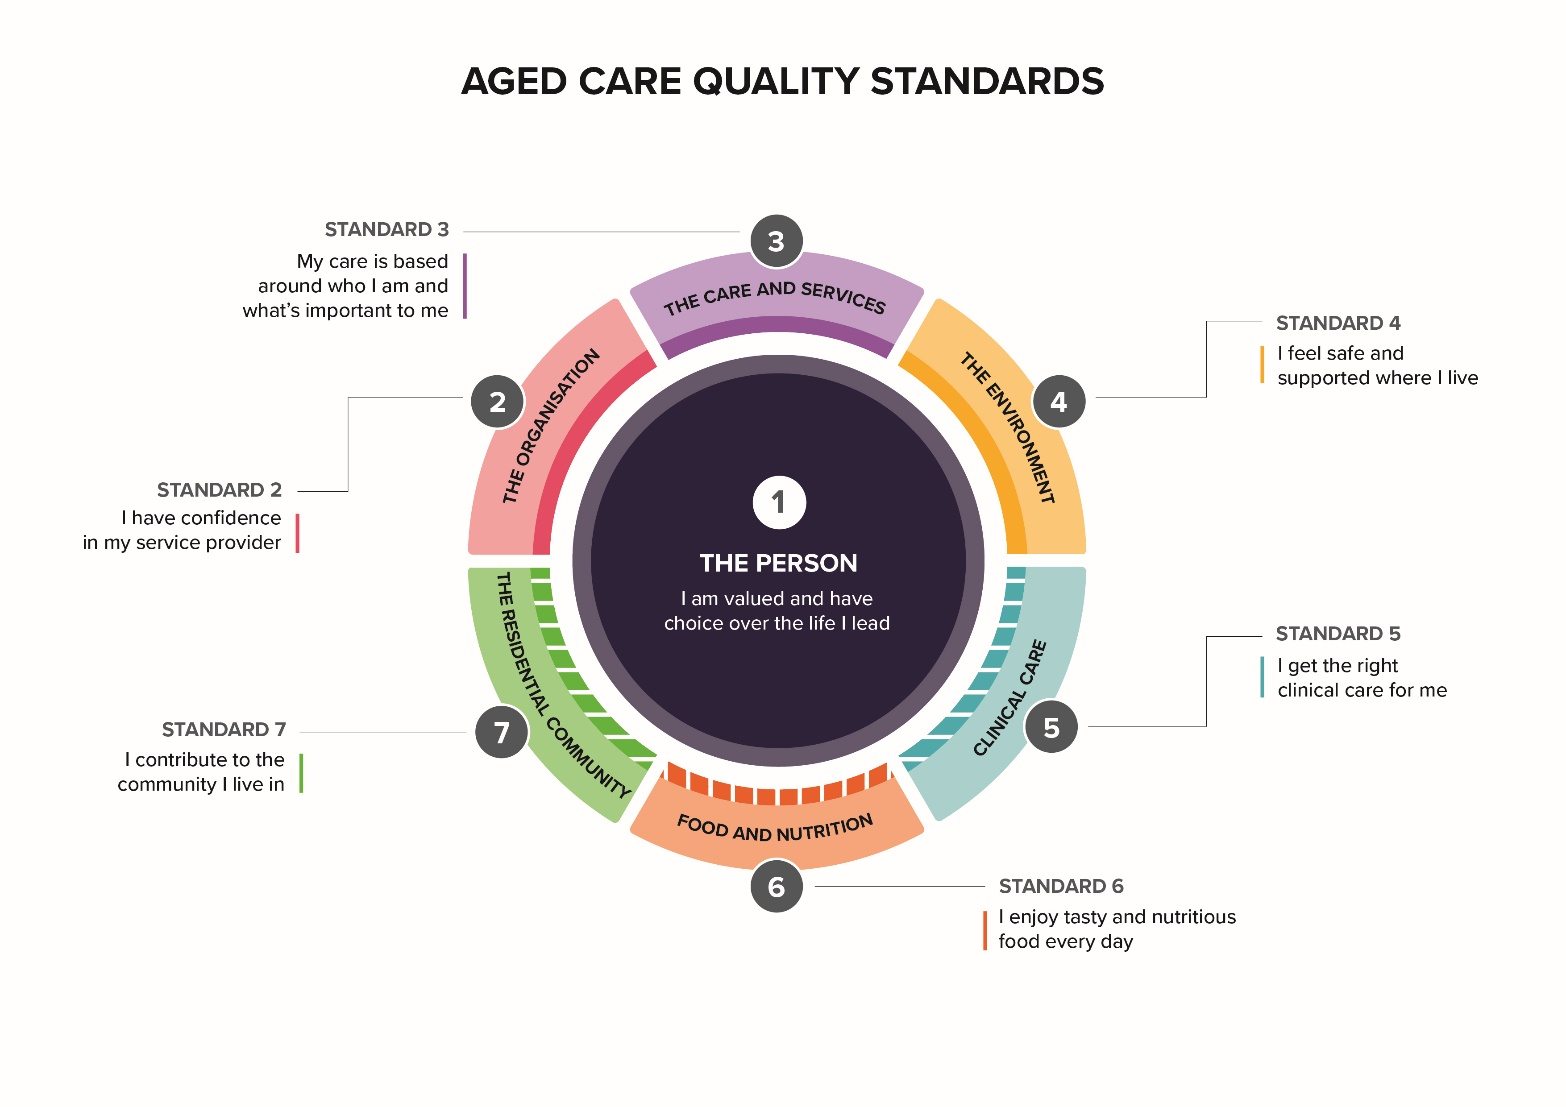 AGED CARE QUALITY STANDARDS
1
THE PERSON
I am valued and have
choice over the life I lead
2
THE ORGANISATION
STANDARD 2
I have confidence
in my service provider
3
THE CARE AND SERVICES
STANDARD 3
My care is based
around who I am and
what’s important to me
4
THE ENVIRONMENT
STANDARD 4
I feel safe and
supported where I live
5
CLINICAL CARE
STANDARD 5
I get the right
clinical care for me
6
FOOD AND NUTRITION
STANDARD 6
I enjoy tasty and nutritious
food every day
7
THE RESIDENTIAL COMMUNITY
STANDARD 7
I contribute to the
community I live in